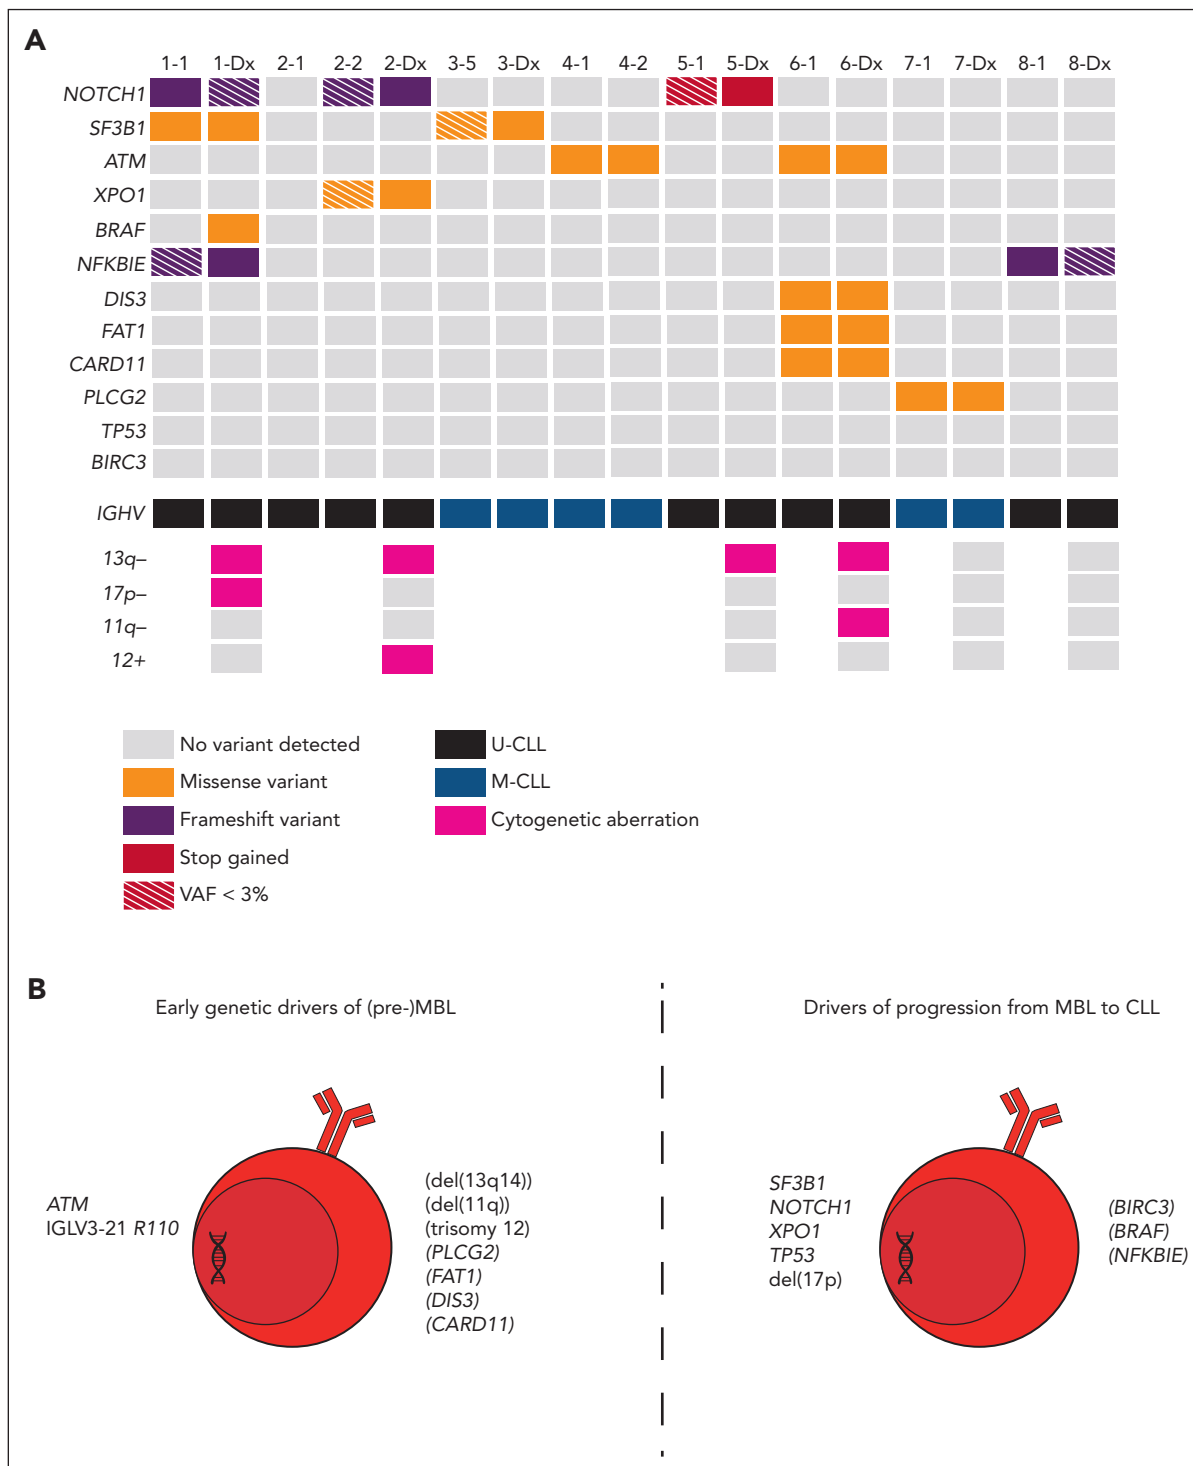 A
1-1 1-Dx 2-1 2-2 2-Dx 3-5 3-Dx 4-1 4-2 5-1 5-Dx 6-1 6-Dx 7-1 7-Dx 8-1 8-Dx
NOTCH1
SF3B1
ATM
XPO1
BRAF
NFKBIE
DIS3
FAT1
CARD11
PLCG2
TP53
BIRC3
IGHV
13q–
17p–
11q–
12+
No variant detected
Missense variant
Frameshift variant
Stop gained
VAF < 3%
U-CLL
M-CLL
Cytogenetic aberration
B
Early genetic drivers of (pre-)MBL
ATM
IGLV3-21 R110
(del(13q14))
(del(11q))
(trisomy 12)
(PLCG2)
(FAT1)
(DIS3)
(CARD11)
Drivers of progression from MBL to CLL
SF3B1
NOTCH1
XPO1
TP53
del(17p)
(BIRC3)
(BRAF)
(NFKBIE)